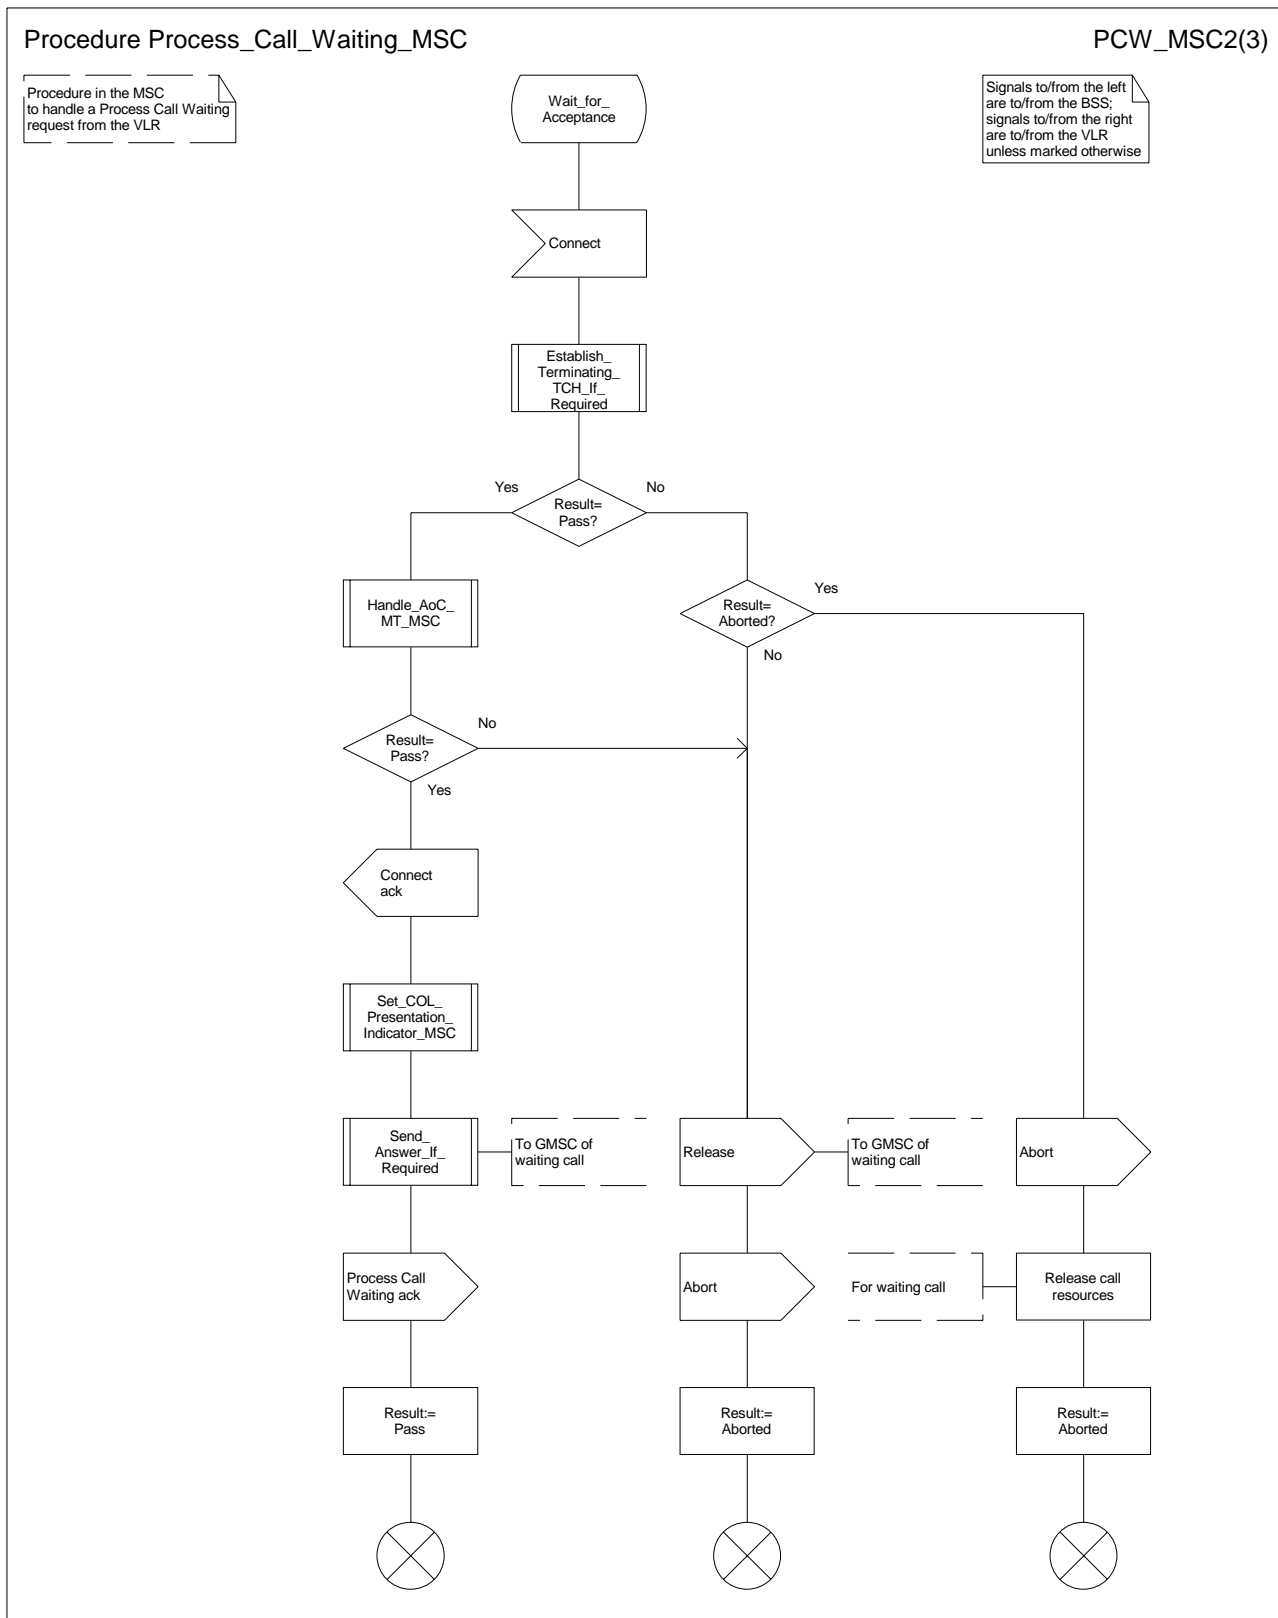 Procedure Process_Call_Waiting_MSC
PCW_MSC2(3)
Procedure in the MSC
to handle a Process Call Waiting
request from the VLR
Wait_for_
Acceptance
Signals to/from the left
are to/from the BSS;
signals to/from the right
are to/from the VLR
unless marked otherwise
Connect
Establish_
Terminating_
TCH_If_
Required
Yes
No
Result=
Pass?
Handle_AoC_
MT_MSC
Result=
Aborted?
Yes
No
Result=
Pass?
No
Yes
Connect
ack
Set_COL_
Presentation_
Indicator_MSC
Send_
Answer_If_
Required
To GMSC of
waiting call
Release
To GMSC of
waiting call
Abort
Process Call
Waiting ack
Abort
For waiting call
Release call
resources
Result:=
Pass
Result:=
Aborted
Result:=
Aborted